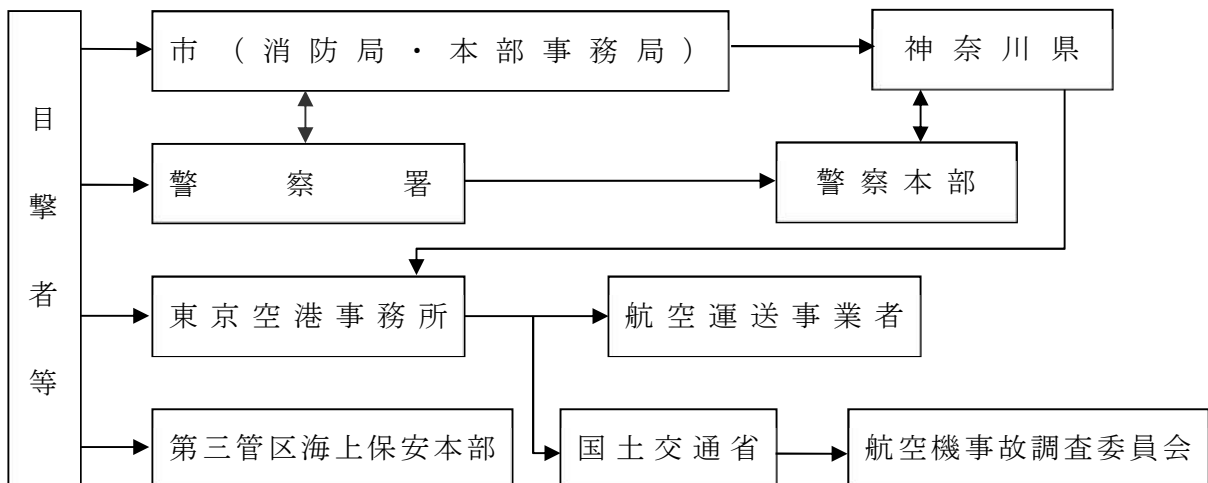 目撃者等
市（消防局・本部事務局）
神奈川県
警察署
警察本部
東京空港事務所
航空運送事業者
第三管区海上保安本部
国土交通省
航空機事故調査委員会